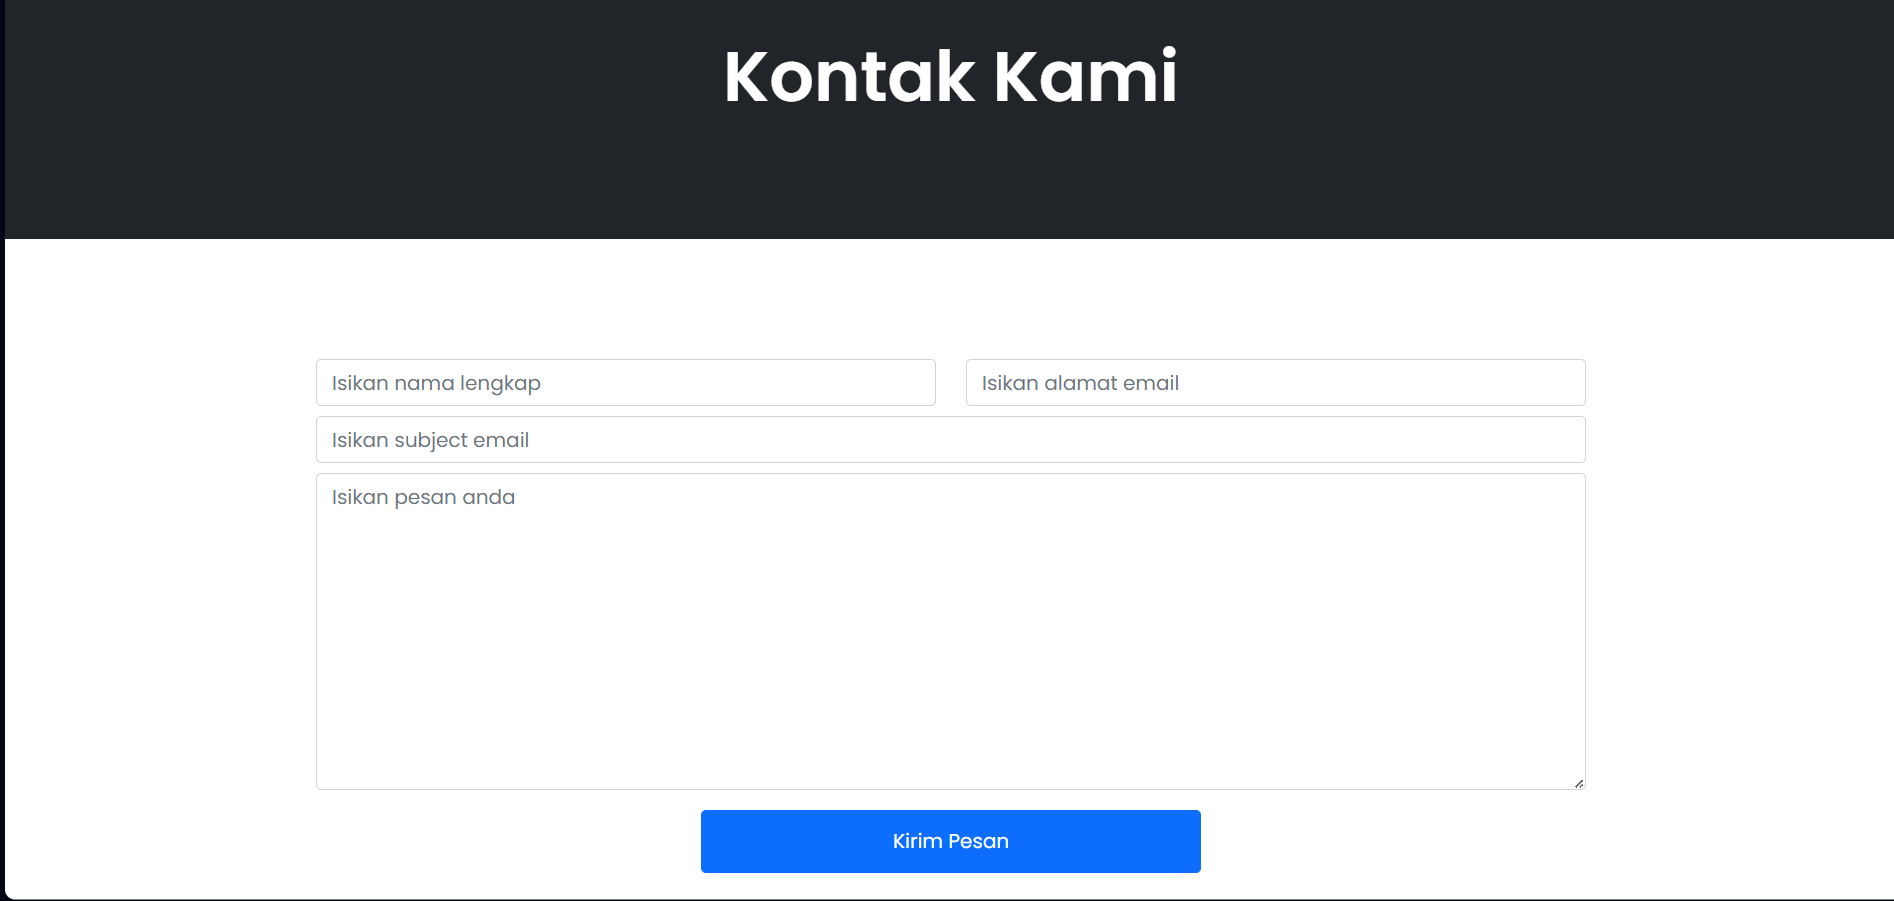 Kontak Kami
Isikan nama lengkap
Isikan alamat email
Isikan subject email
Isikan pesan anda
Kirim Pesan